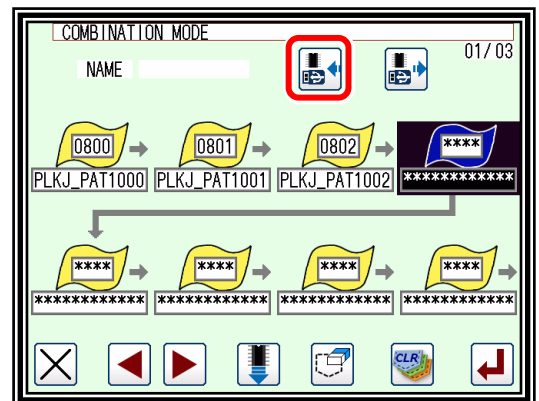 COMBINATION MODE
NAME
01/03
0800 0801 0802 ****
PLKJ_PAT1000 PLKJ_PAT1001 PLKJ_PAT1002 ************
**** **** **** ****
************ ************ ************ ************
CLR